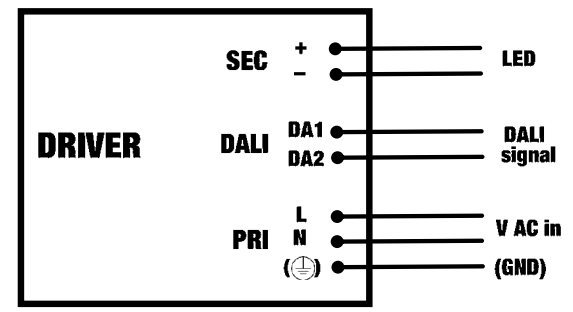 SEC + LED
−
DRIVER DALI DA1 DALI
DA2 signal
L
PRI N V AC in
(⏚) (GND)